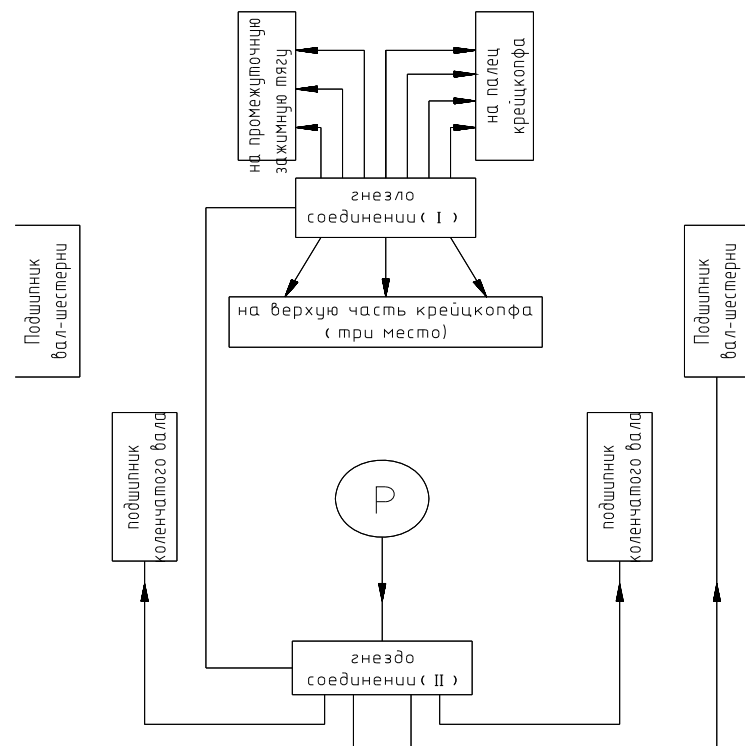 на промежуточную
зажимную тягу
на палец
крейцкопфа
гнезло
соединении( I )
на верхую часть крейцкопфа
( три место)
Подшипник
вал-шестерни
Подшипник
вал-шестерни
подшипник
коленчатого вала
P
подшипник
коленчатого вала
гнездо
соединении( II )